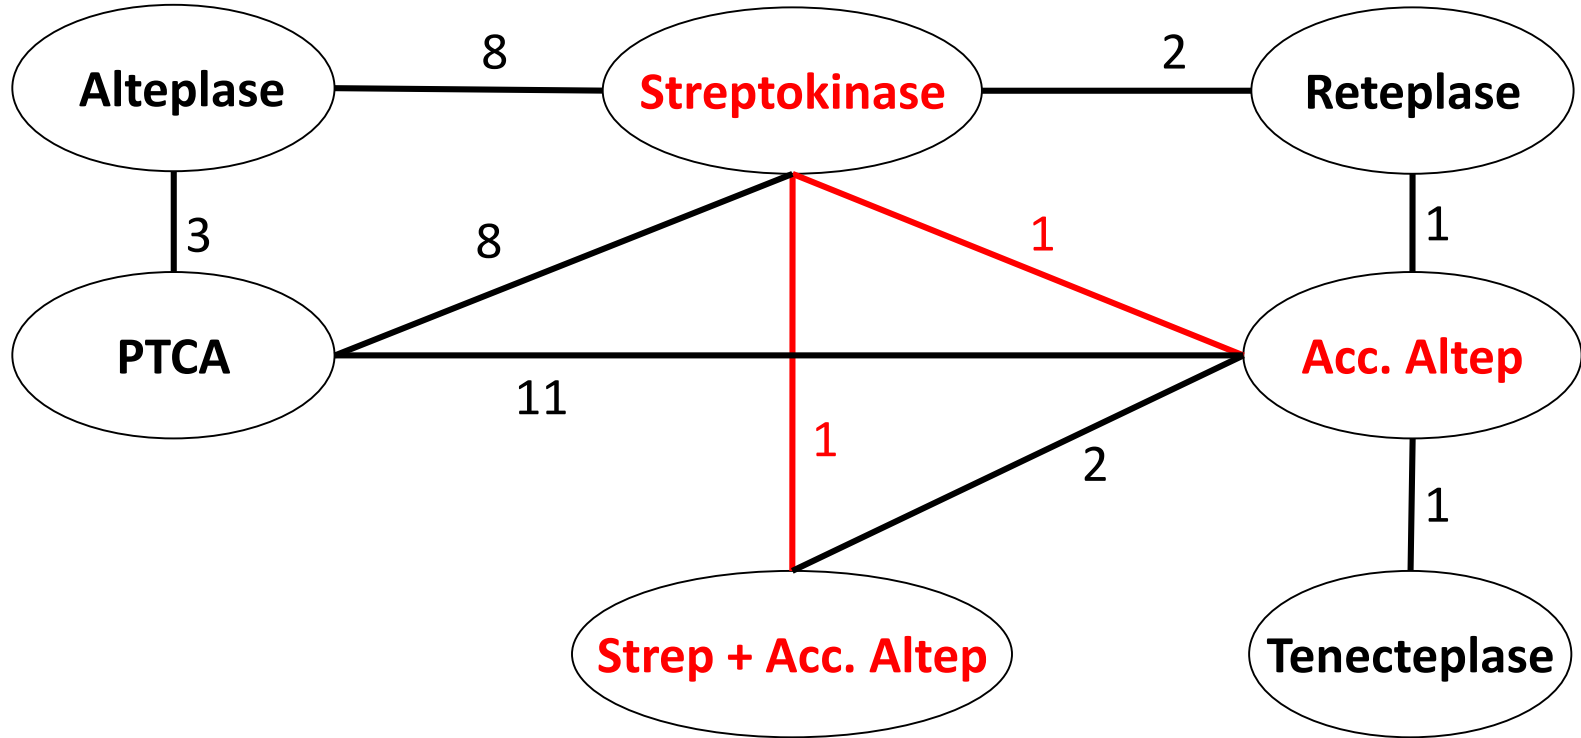 8
2
Alteplase
Streptokinase
Reteplase
3
8
1
1
PTCA
Acc. Altep
11
1
2
1
Strep + Acc. Altep
Tenecteplase